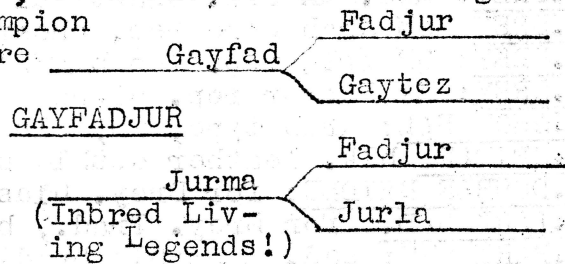 mpion
Fadjur
re
Gayfad
Gaytez
GAYFADJUR
Fadjur
Jurma
(Inbred Liv-
Jurla
ing Legends!)